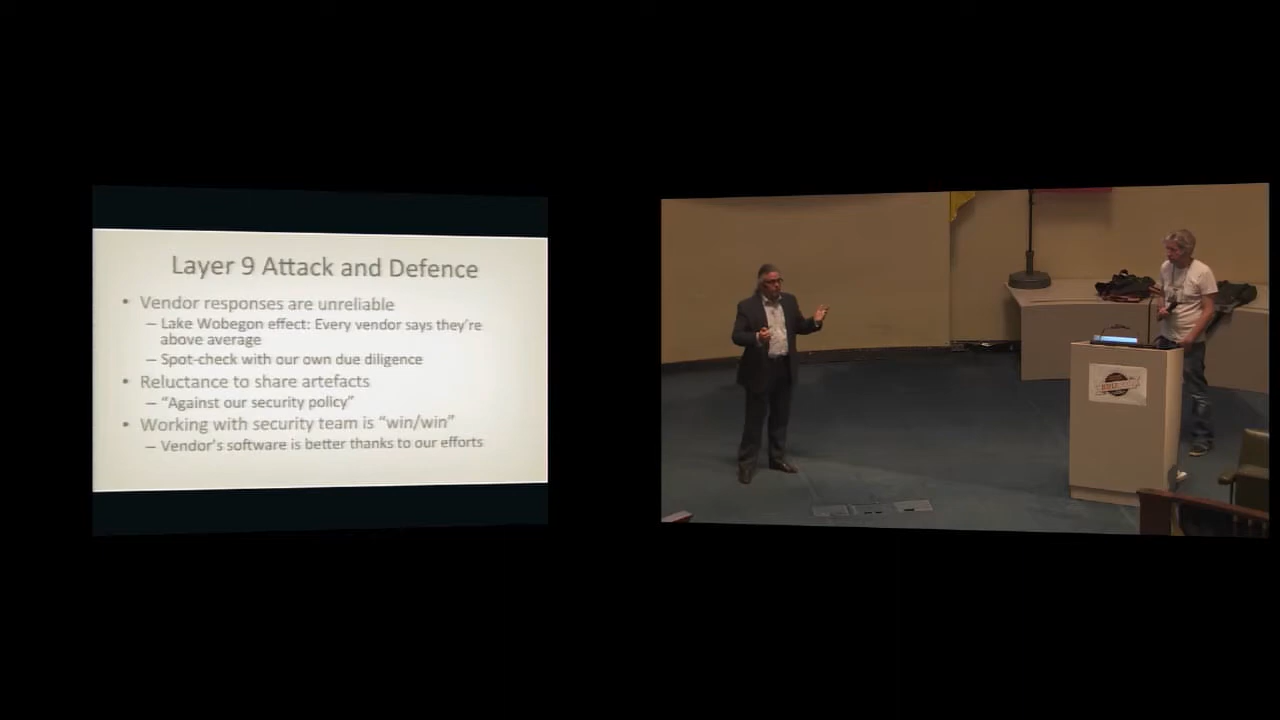 Layer 9 Attack and Defence
• Vendor responses are unreliable
– Lake Wobegon effect: Every vendor says they're
above average
– Spot-check with our own due diligence
• Reluctance to share artefacts
– "Against our security policy"
• Working with security team is "win/win"
– Vendor's software is better thanks to our efforts